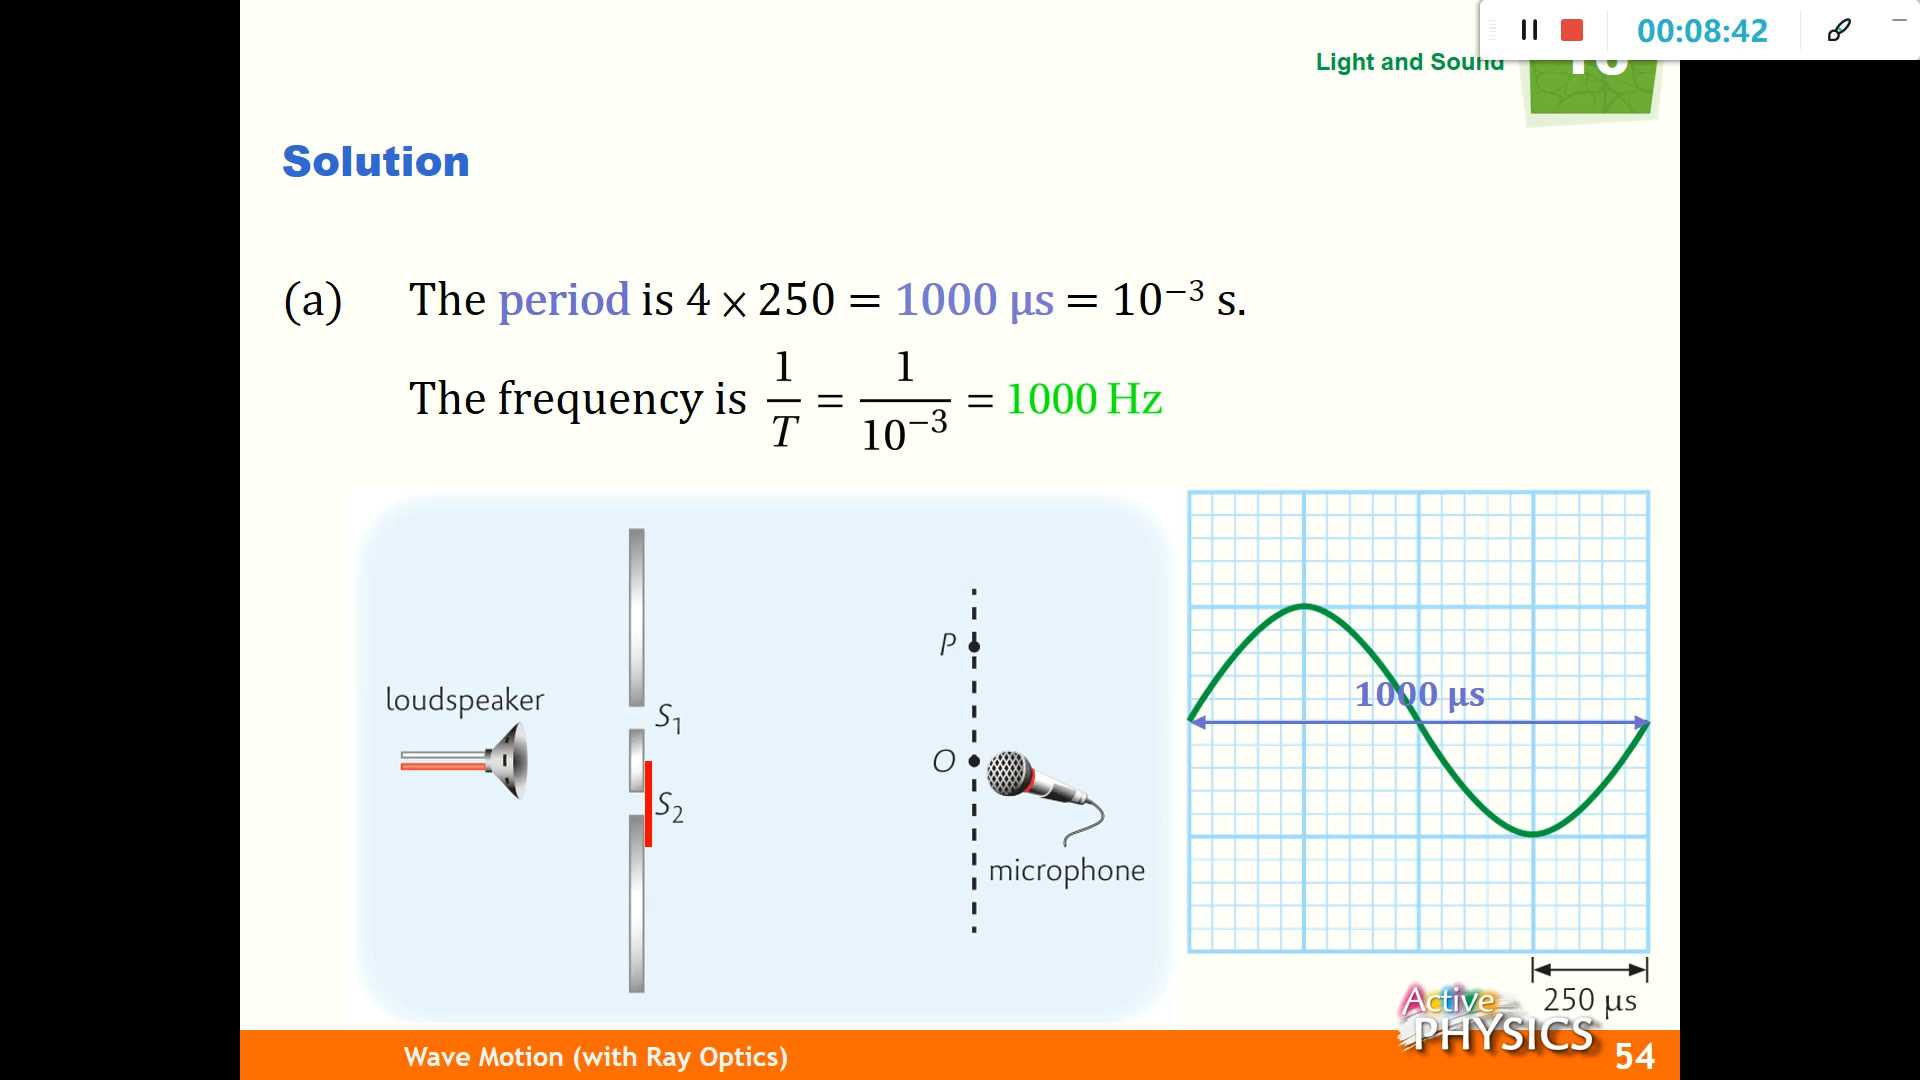 00:08:42
Light and Sound
Solution
(a) The period is 4 × 250 = 1000 μs = 10⁻³ s.
The frequency is 1/T = 1/10⁻³ = 1000 Hz
loudspeaker
S₁
S₂
P
O
microphone
1000 μs
250 μs
Active
PHYSICS
Wave Motion (with Ray Optics)
54